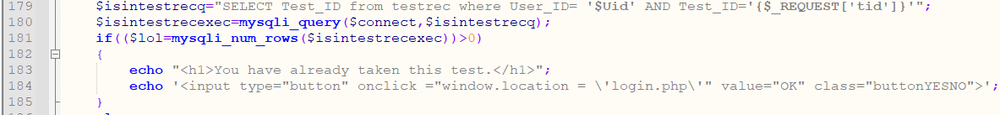 179 $isintestrecq="SELECT Test_ID from testrec where User_ID= '$Uid' AND Test_ID='{$_REQUEST['tid']}'";
180 $isintestrecexec=mysqli_query($connect,$isintestrecq);
181 if(($lol=mysqli_num_rows($isintestrecexec))>0)
182 {
183 echo "<h1>You have already taken this test.</h1>";
184 echo '<input type="button" onclick ="window.location = \'login.php\'" value="OK" class="buttonYESNO">';
185 }